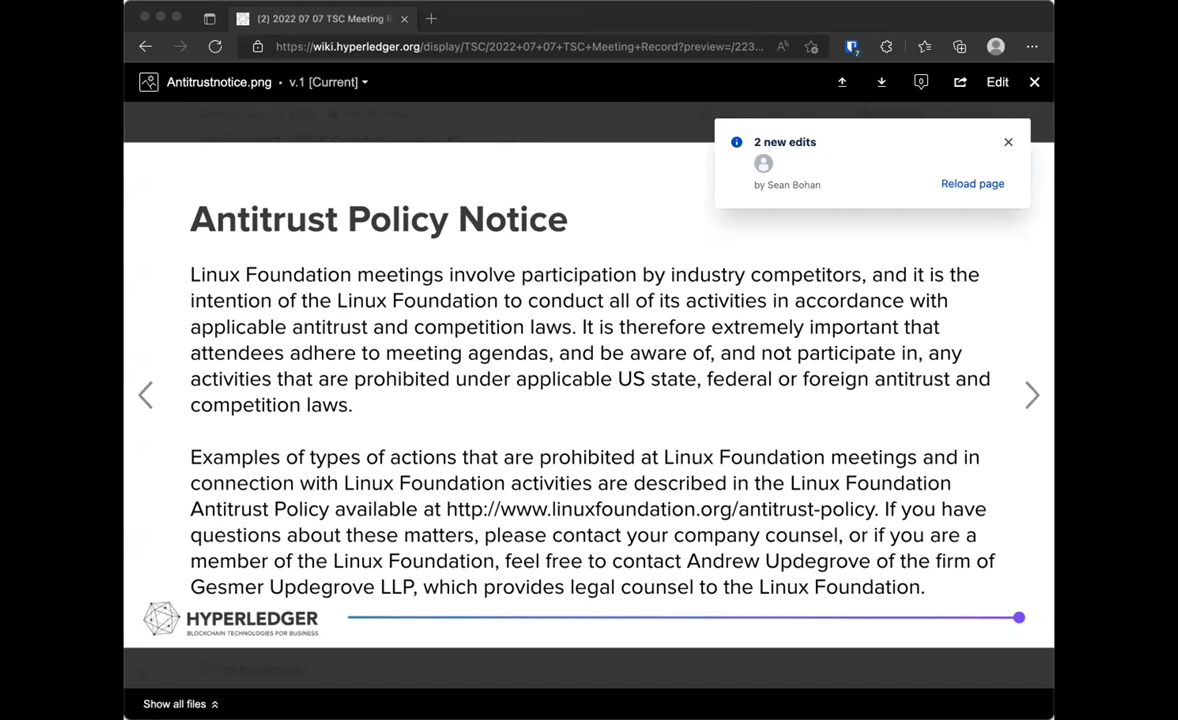 (2) 2022 07 07 TSC Meeting R
https://wiki.hyperledger.org/display/TSC/2022+07+07+TSC+Meeting+Record?preview=/223...
7
Antitrustnotice.png • v.1 [Current]
0
Edit
2 new edits
by Sean Bohan
Reload page
Antitrust Policy Notice
Linux Foundation meetings involve participation by industry competitors, and it is the
intention of the Linux Foundation to conduct all of its activities in accordance with
applicable antitrust and competition laws. It is therefore extremely important that
attendees adhere to meeting agendas, and be aware of, and not participate in, any
activities that are prohibited under applicable US state, federal or foreign antitrust and
competition laws.
Examples of types of actions that are prohibited at Linux Foundation meetings and in
connection with Linux Foundation activities are described in the Linux Foundation
Antitrust Policy available at http://www.linuxfoundation.org/antitrust-policy. If you have
questions about these matters, please contact your company counsel, or if you are a
member of the Linux Foundation, feel free to contact Andrew Updegrove of the firm of
Gesmer Updegrove LLP, which provides legal counsel to the Linux Foundation.
HYPERLEDGER
BLOCKCHAIN TECHNOLOGIES FOR BUSINESS
Show all files